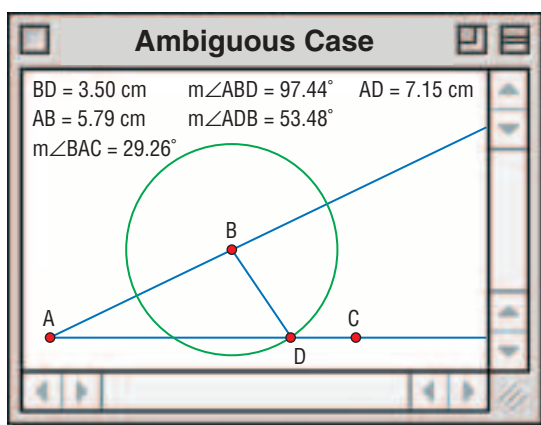 Ambiguous Case
BD = 3.50 cm m∠ABD = 97.44° AD = 7.15 cm
AB = 5.79 cm m∠ADB = 53.48°
m∠BAC = 29.26°
B
A
C
D